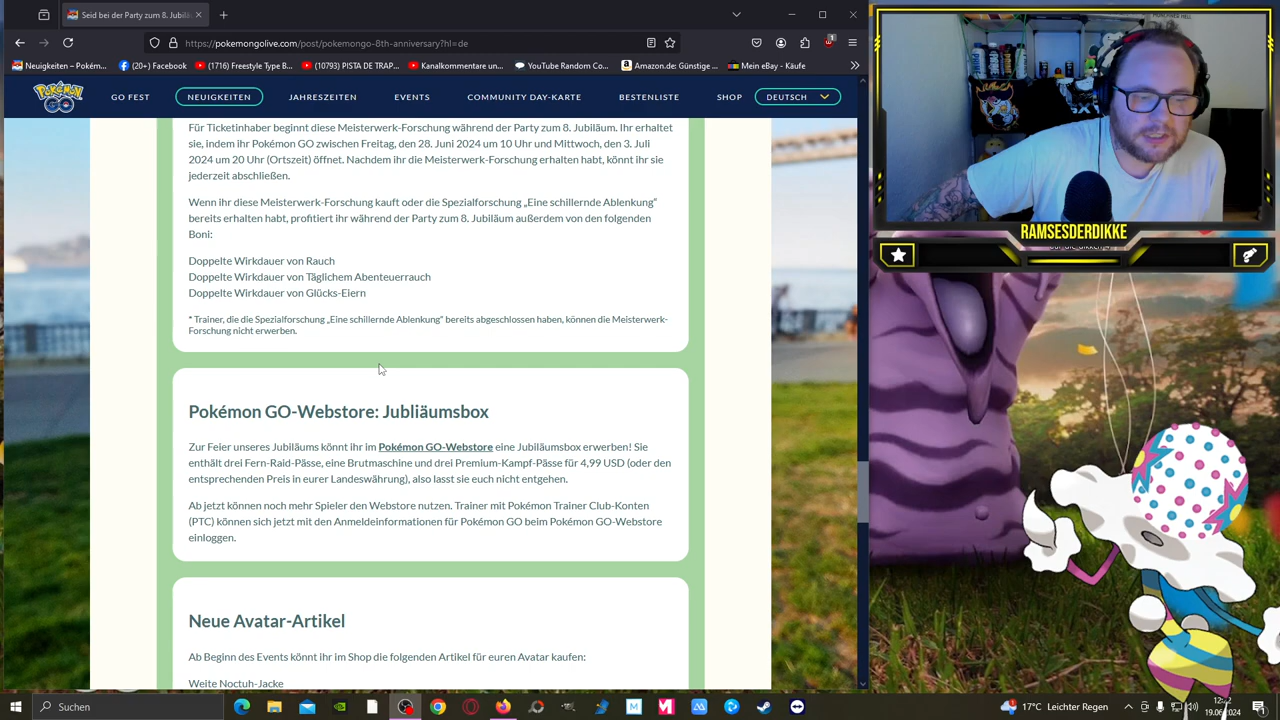 Seid bei der Party zum 8. Jubilä
https://pokemongolive.com/post/pokemongo-8th-anniversary?hl=de
Neuigkeiten – Pokém...
(20+) Facebook
(1716) Freestyle Typ B...
(10793) PISTA DE TRAP...
Kanalkommentare un...
YouTube Random Co...
Amazon.de: Günstige ...
Mein eBay - Käufe
POKÉMON GO
GO FEST
NEUIGKEITEN
JAHRESZEITEN
EVENTS
COMMUNITY DAY-KARTE
BESTENLISTE
SHOP
DEUTSCH
Für Ticketinhaber beginnt diese Meisterwerk-Forschung während der Party zum 8. Jubiläum. Ihr erhaltet
sie, indem ihr Pokémon GO zwischen Freitag, den 28. Juni 2024 um 10 Uhr und Mittwoch, den 3. Juli
2024 um 20 Uhr (Ortszeit) öffnet. Nachdem ihr die Meisterwerk-Forschung erhalten habt, könnt ihr sie
jederzeit abschließen.
Wenn ihr diese Meisterwerk-Forschung kauft oder die Spezialforschung „Eine schillernde Ablenkung“
bereits erhalten habt, profitiert ihr während der Party zum 8. Jubiläum außerdem von den folgenden
Boni:
Doppelte Wirkdauer von Rauch
Doppelte Wirkdauer von Täglichem Abenteuerrauch
Doppelte Wirkdauer von Glücks-Eiern
* Trainer, die die Spezialforschung „Eine schillernde Ablenkung“ bereits abgeschlossen haben, können die Meisterwerk-
Forschung nicht erwerben.
Pokémon GO-Webstore: Jubliäumsbox
Zur Feier unseres Jubiläums könnt ihr im Pokémon GO-Webstore eine Jubiläumsbox erwerben! Sie
enthält drei Fern-Raid-Pässe, eine Brutmaschine und drei Premium-Kampf-Pässe für 4,99 USD (oder den
entsprechenden Preis in eurer Landeswährung), also lasst sie euch nicht entgehen.
Ab jetzt können noch mehr Spieler den Webstore nutzen. Trainer mit Pokémon Trainer Club-Konten
(PTC) können sich jetzt mit den Anmeldeinformationen für Pokémon GO beim Pokémon GO-Webstore
einloggen.
Neue Avatar-Artikel
Ab Beginn des Events könnt ihr im Shop die folgenden Artikel für euren Avatar kaufen:
Weite Noctuh-Jacke
RAMSESDERDIKKE
Suchen
17°C Leichter Regen